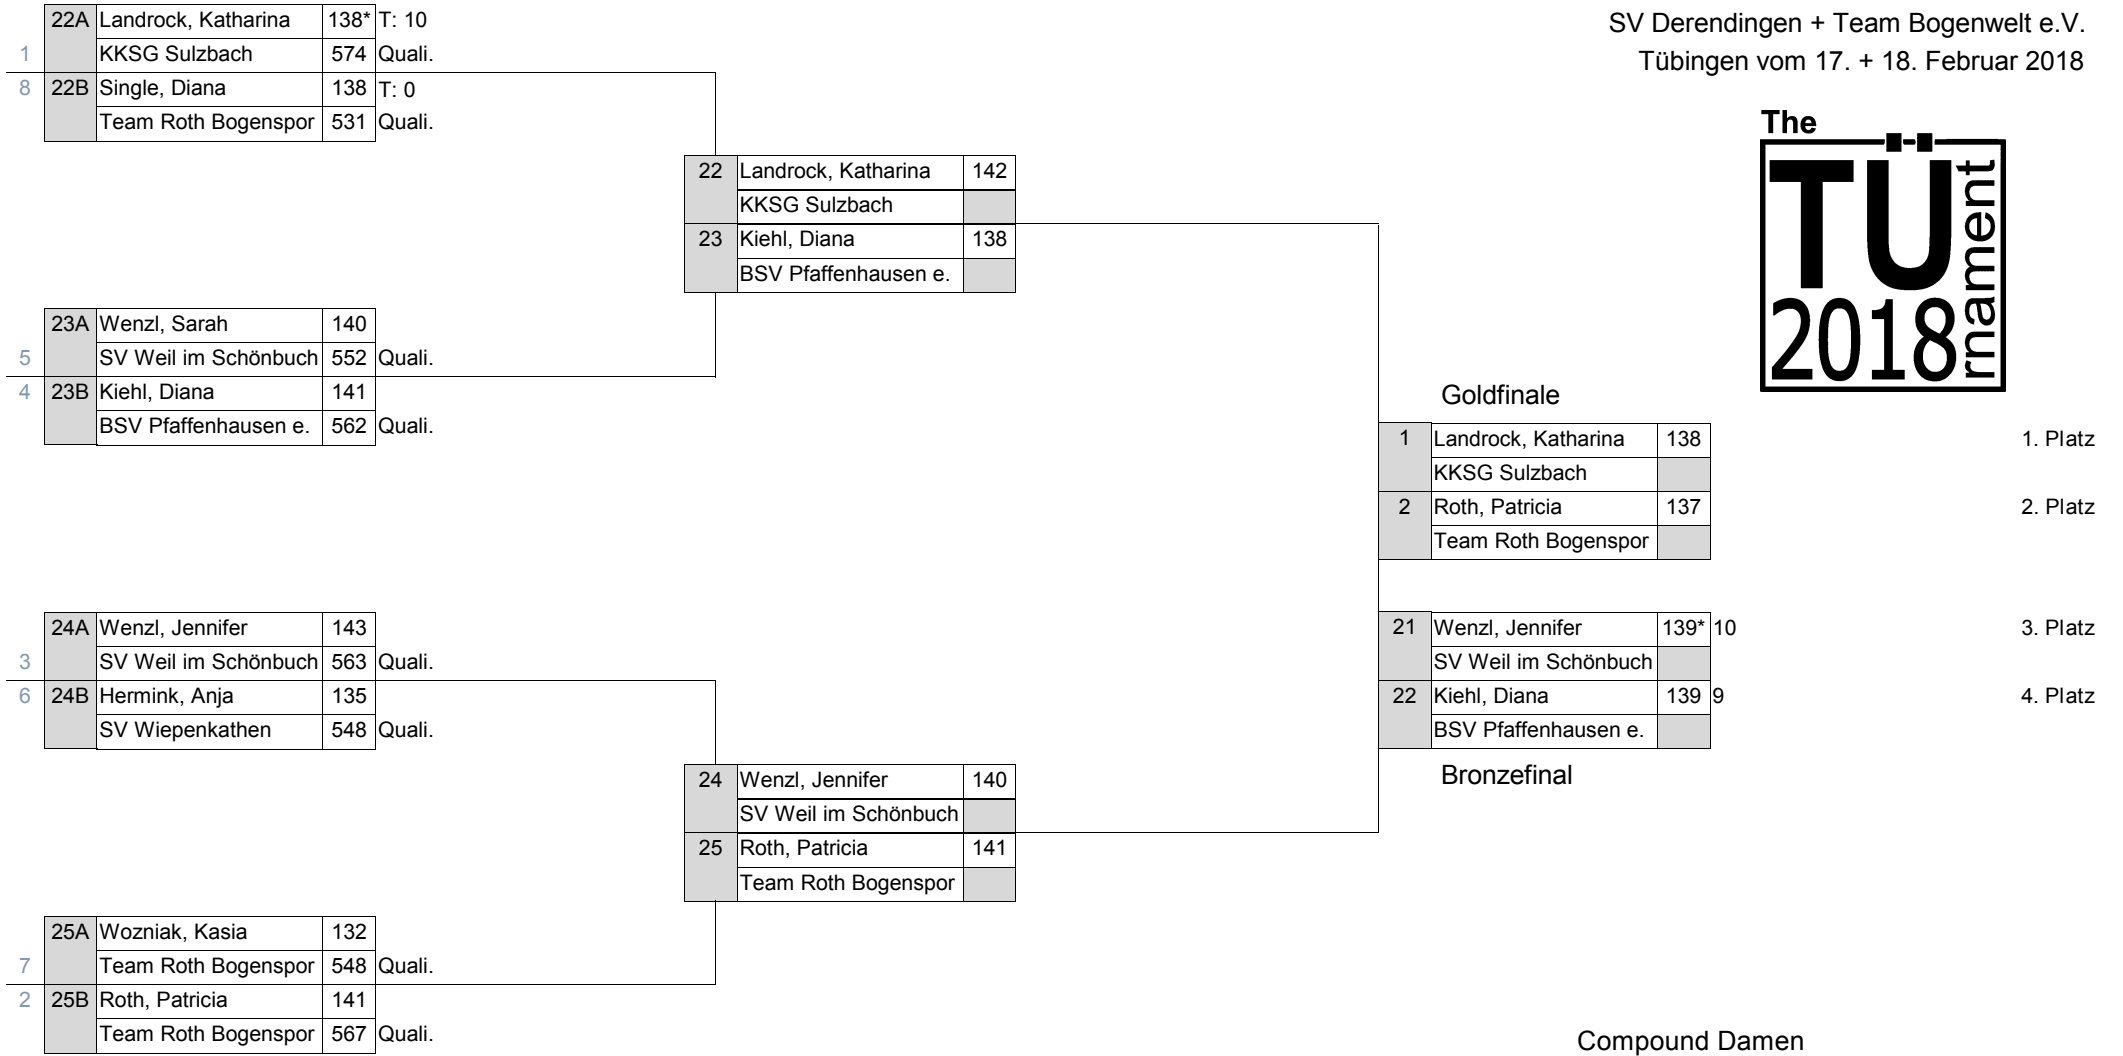 SV Derendingen + Team Bogenwelt e.V.
Tübingen vom 17. + 18. Februar 2018
The
TÜ
rnament
2018
22A Landrock, Katharina 138* T: 10
1 KKSG Sulzbach 574 Quali.
8 22B Single, Diana 138 T: 0
Team Roth Bogenspor 531 Quali.
22 Landrock, Katharina 142
KKSG Sulzbach
23 Kiehl, Diana 138
BSV Pfaffenhausen e.
23A Wenzl, Sarah 140
5 SV Weil im Schönbuch 552 Quali.
4 23B Kiehl, Diana 141
BSV Pfaffenhausen e. 562 Quali.
Goldfinale
1 Landrock, Katharina 138 1. Platz
KKSG Sulzbach
2 Roth, Patricia 137 2. Platz
Team Roth Bogenspor
24A Wenzl, Jennifer 143
3 SV Weil im Schönbuch 563 Quali.
6 24B Hermink, Anja 135
SV Wiepenkathen 548 Quali.
21 Wenzl, Jennifer 139* 10 3. Platz
SV Weil im Schönbuch
22 Kiehl, Diana 139 9 4. Platz
BSV Pfaffenhausen e.
Bronzefinal
24 Wenzl, Jennifer 140
SV Weil im Schönbuch
25 Roth, Patricia 141
Team Roth Bogenspor
25A Wozniak, Kasia 132
7 Team Roth Bogenspor 548 Quali.
2 25B Roth, Patricia 141
Team Roth Bogenspor 567 Quali.
Compound Damen